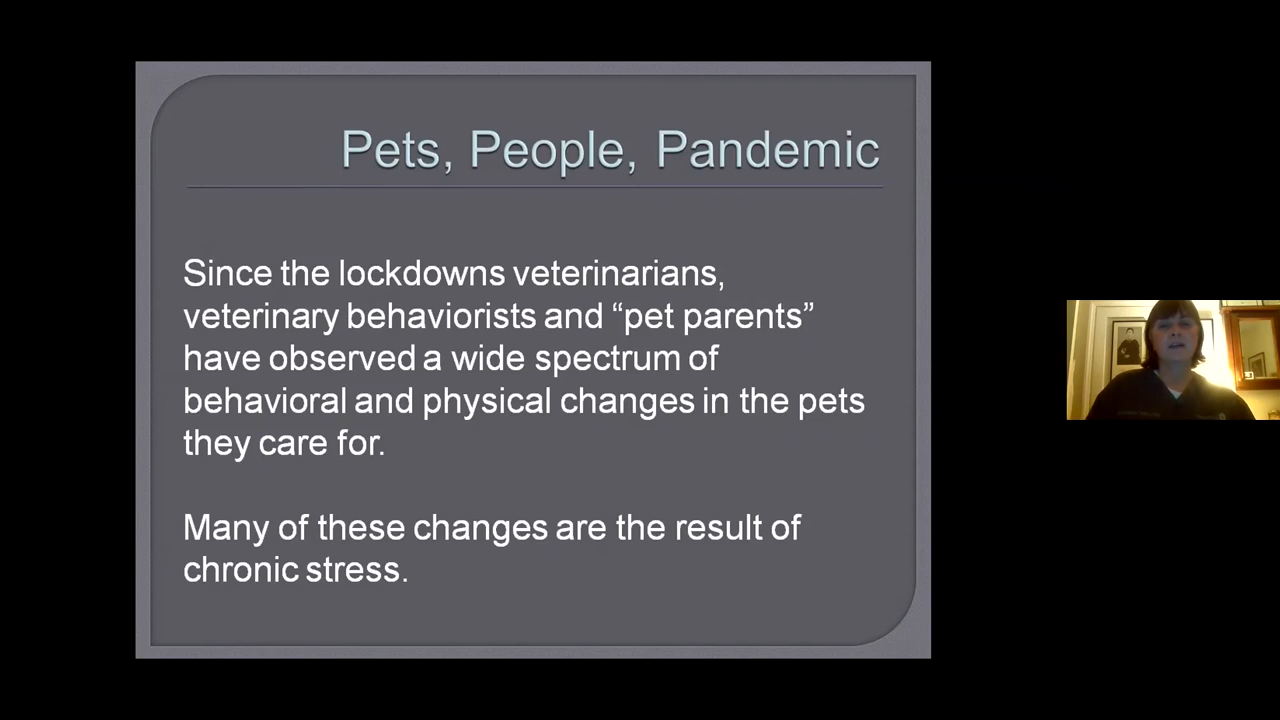 Pets, People, Pandemic
Since the lockdowns veterinarians,
veterinary behaviorists and “pet parents”
have observed a wide spectrum of
behavioral and physical changes in the pets
they care for.
Many of these changes are the result of
chronic stress.